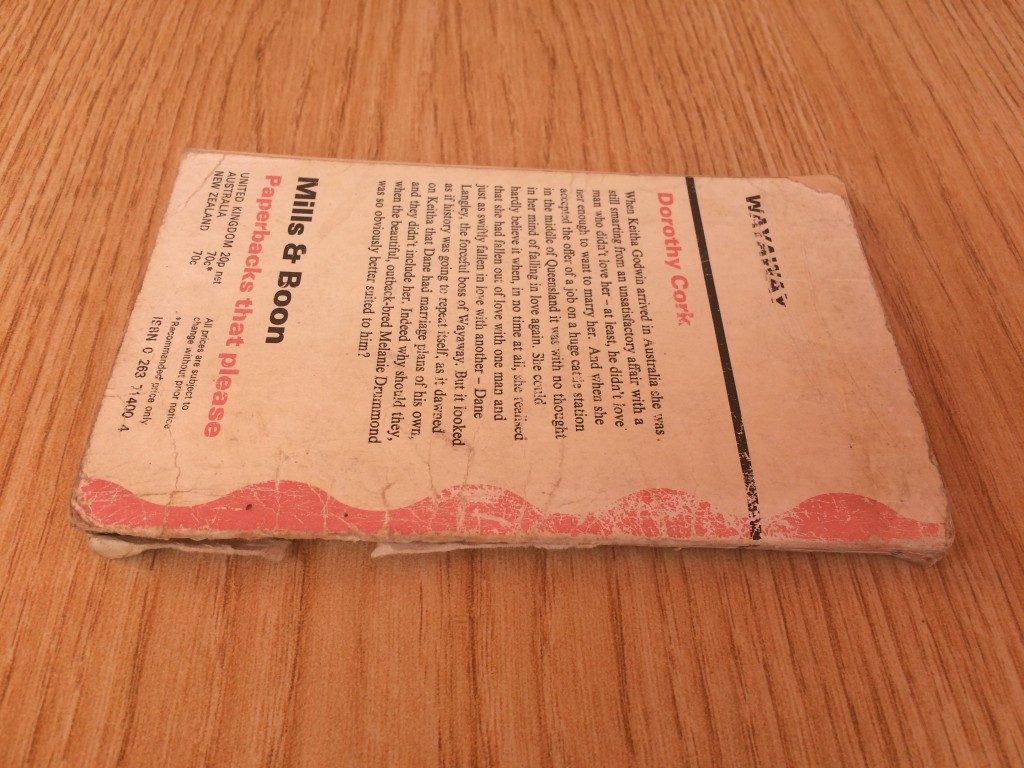 WAYAWAY
Dorothy Cork
When Keitha Godwin arrived in Australia she was
still smarting from an unsatisfactory affair with a
man who didn't love her – at least, he didn't love
her enough to want to marry her. And when she
accepted the offer of a job on a huge cattle station
in the middle of Queensland it was with no thought
in her mind of falling in love again. She could
hardly believe it when, in no time at all, she realised
that she had fallen out of love with one man and
just as swiftly fallen in love with another – Dane
Langley, the forceful boss of Wayaway. But it looked
as if history was going to repeat itself, as it dawned
on Keitha that Dane had marriage plans of his own,
and they didn't include her. Indeed why should they,
when the beautiful, outback-bred Melanie Drummond
was so obviously better suited to him?
Mills & Boon
Paperbacks that please
UNITED KINGDOM 20p net
AUSTRALIA 70c*
NEW ZEALAND 70c
All prices are subject to
change without prior notice
*Recommended price only
ISBN 0 263 71400 4